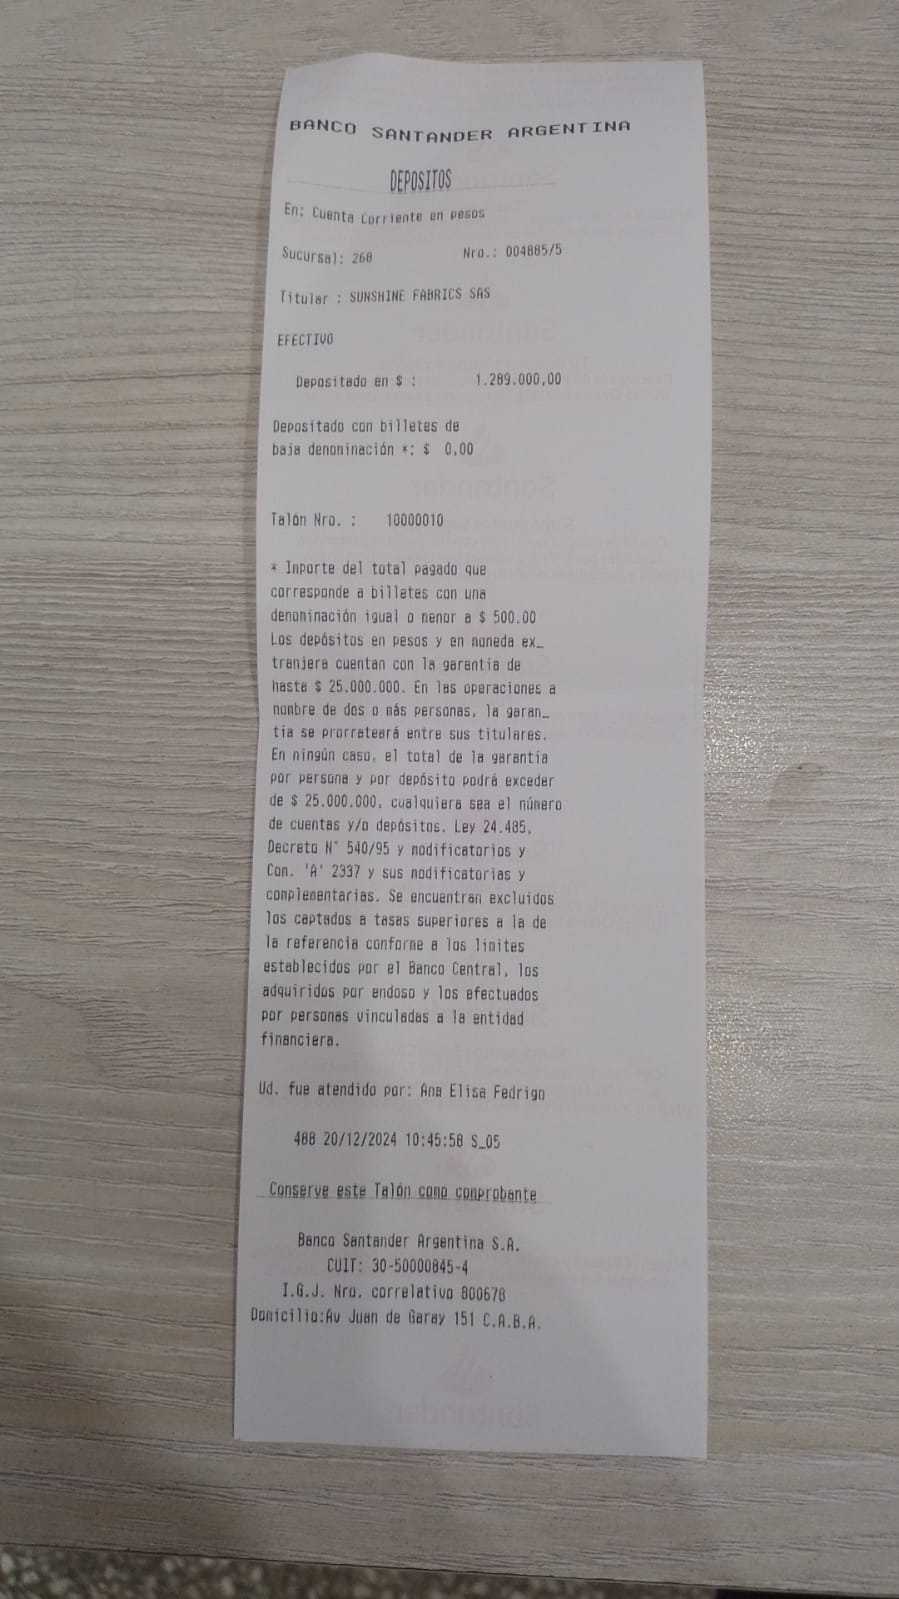 BANCO SANTANDER ARGENTINA
DEPOSITOS
En: Cuenta Corriente en pesos
Sucursal: 260 Nro.: 004885/5
Titular : SUNSHINE FABRICS SAS
EFECTIVO
Depositado en $ : 1.289.000,00
Depositado con billetes de
baja denominación *: $ 0,00
Talón Nro. : 10000010
* Importe del total pagado que
corresponde a billetes con una
denominación igual o menor a $ 500.00
Los depósitos en pesos y en moneda ex_
tranjera cuentan con la garantía de
hasta $ 25.000.000. En las operaciones a
nombre de dos o más personas, la garan_
tía se prorrateará entre sus titulares.
En ningún caso, el total de la garantía
por persona y por depósito podrá exceder
de $ 25.000.000, cualquiera sea el número
de cuentas y/o depósitos. Ley 24.485,
Decreto N° 540/95 y modificatorios y
Com. 'A' 2337 y sus modificatorias y
complementarias. Se encuentran excluidos
los captados a tasas superiores a la de
la referencia conforme a los límites
establecidos por el Banco Central, los
adquiridos por endoso y los efectuados
por personas vinculadas a la entidad
financiera.
Ud. fue atendido por: Ana Elisa Fedrigo
488 20/12/2024 10:45:58 S_05
Conserve este Talón como comprobante
Banco Santander Argentina S.A.
CUIT: 30-50000845-4
I.G.J. Nro. correlativo 800678
Domicilio:Av Juan de Garay 151 C.A.B.A.
Santander